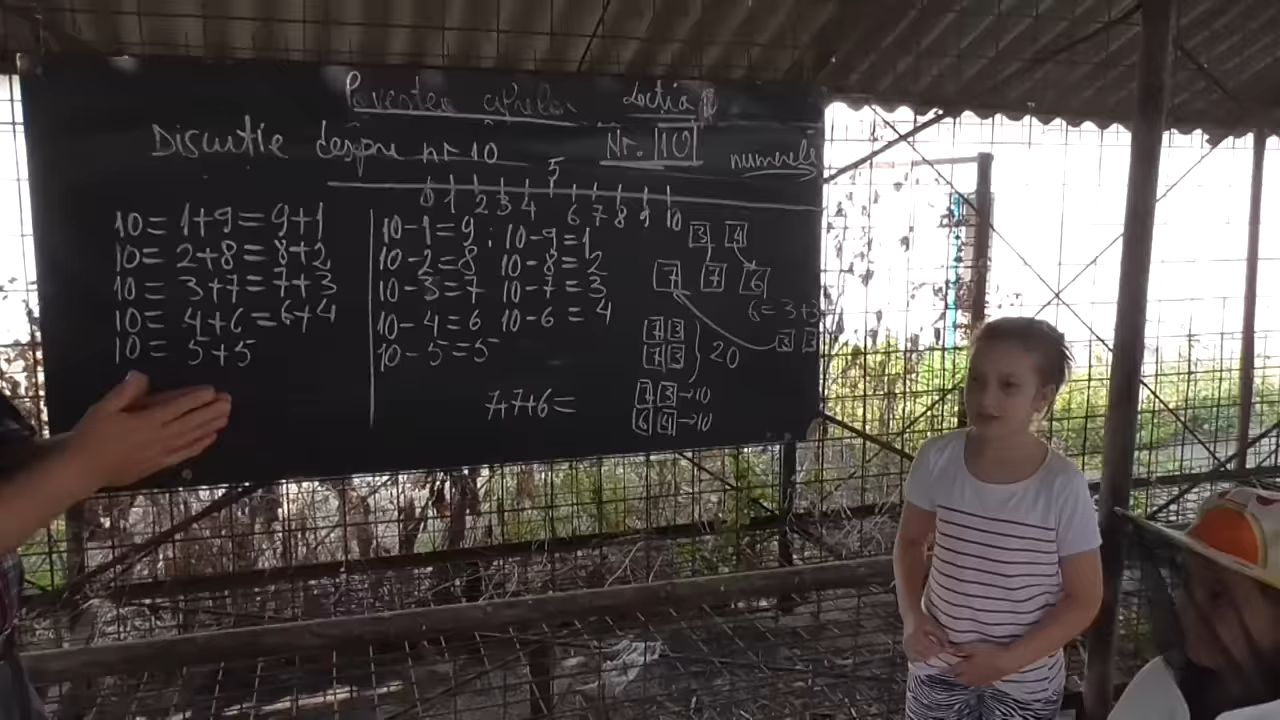 Povestea cifrelor Lectia
Discutie despre nr 10
Nr. 10
numerele
5
0 1 2 3 4 6 7 8 9 10
10 = 1+9 = 9+1
10 = 2+8 = 8+2
10 = 3+7 = 7+3
10 = 4+6 = 6+4
10 = 5+5
10-1=9 ; 10-9=1
10-2=8 10-8=2
10-3=7 10-7=3
10-4=6 10-6=4
10-5=5
7+7+6=
3 4
7 7 6
6=3+3
3 3
7 3
7 3
20
7 3 →10
6 4 →10